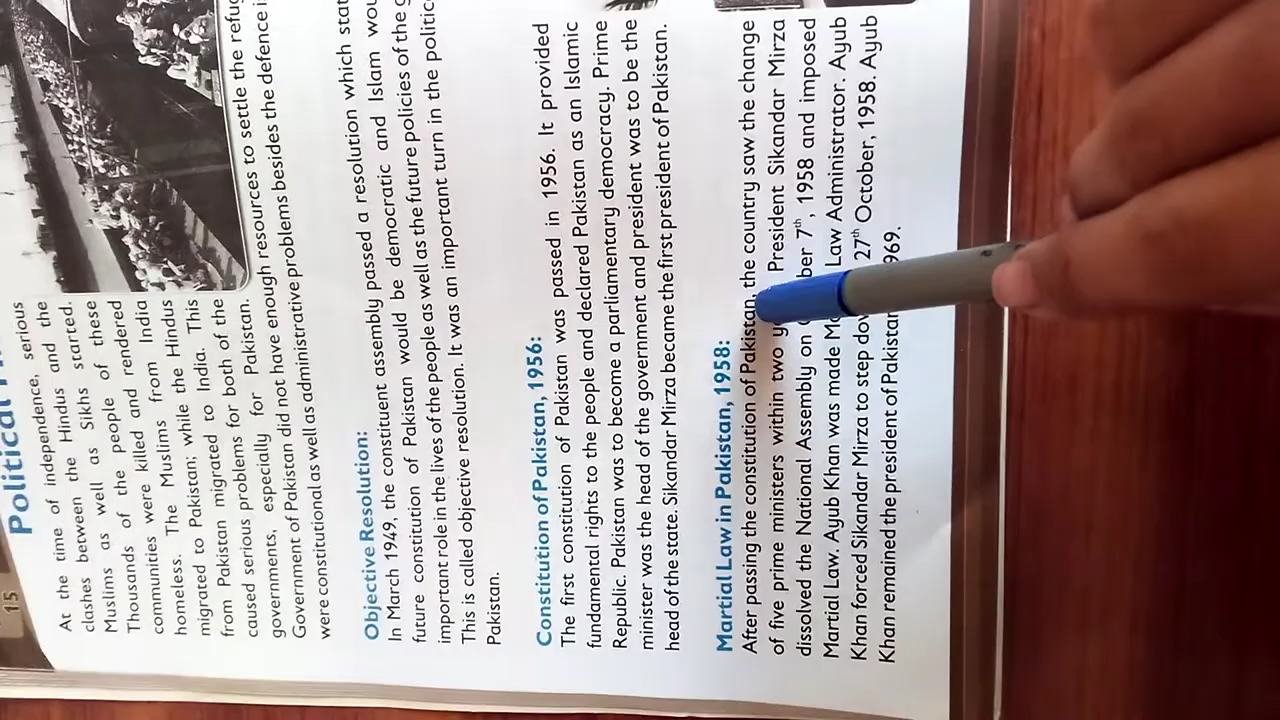 15
Political
At the time of independence, serious
clashes between the Hindus and the
Muslims as well as Sikhs started.
Thousands of the people of these
communities were killed and rendered
homeless. The Muslims from India
migrated to Pakistan; while the Hindus
from Pakistan migrated to India. This
caused serious problems for both of the
governments, especially for Pakistan.
Government of Pakistan did not have enough resources to settle the
were constitutional as well as administrative problems besides the defence
Objective Resolution:
In March 1949, the constituent assembly passed a resolution which
future constitution of Pakistan would be democratic and Islam
important role in the lives of the people as well as the future policies of the
This is called objective resolution. It was an important turn in the
Pakistan.
Constitution of Pakistan, 1956:
The first constitution of Pakistan was passed in 1956. It provided
fundamental rights to the people and declared Pakistan as an Islamic
Republic. Pakistan was to become a parliamentary democracy. Prime
minister was the head of the government and president was to be the
head of the state. Sikandar Mirza became the first president of Pakistan.
Martial Law in Pakistan, 1958:
After passing the constitution of Pakistan, the country saw the change
of five prime ministers within two President Sikandar Mirza
dissolved the National Assembly on 7th, 1958 and imposed
Martial Law. Ayub Khan was made Law Administrator. Ayub
Khan forced Sikandar Mirza to step 27th October, 1958. Ayub
Khan remained the president of Pakistan 969.